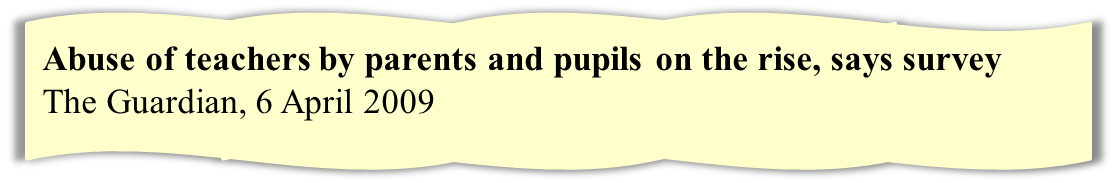 Abuse of teachers by parents and pupils on the rise, says survey
The Guardian, 6 April 2009